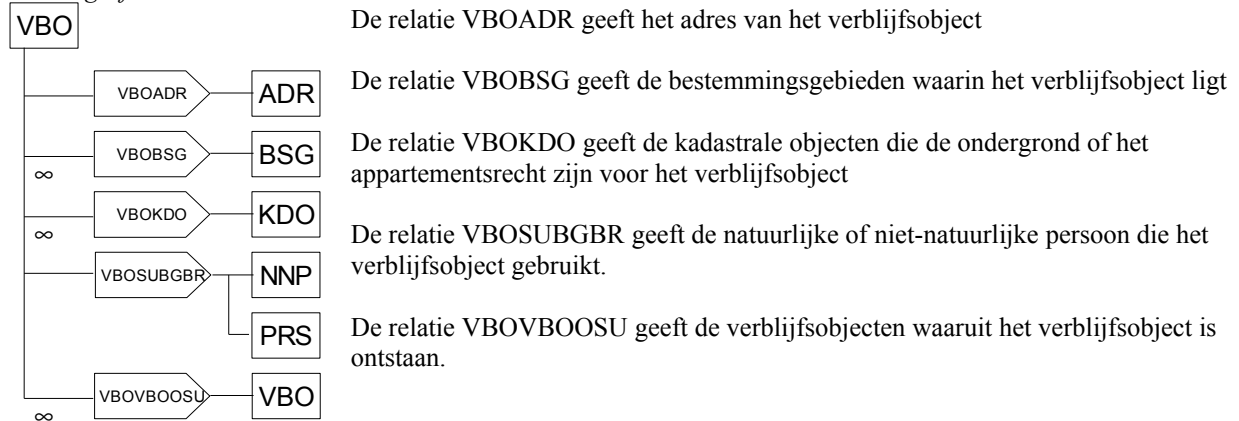 VBO
De relatie VBOADR geeft het adres van het verblijfsobject
VBOADR
ADR
De relatie VBOBSG geeft de bestemmingsgebieden waarin het verblijfsobject ligt
VBOBSG
BSG
∞
De relatie VBOKDO geeft de kadastrale objecten die de ondergrond of het
appartementsrecht zijn voor het verblijfsobject
VBOKDO
KDO
∞
De relatie VBOSUBGBR geeft de natuurlijke of niet-natuurlijke persoon die het
verblijfsobject gebruikt.
VBOSUBGBR
NNP
PRS
De relatie VBOVBOOSU geeft de verblijfsobjecten waaruit het verblijfsobject is
ontstaan.
VBOVBOOSU
VBO
∞